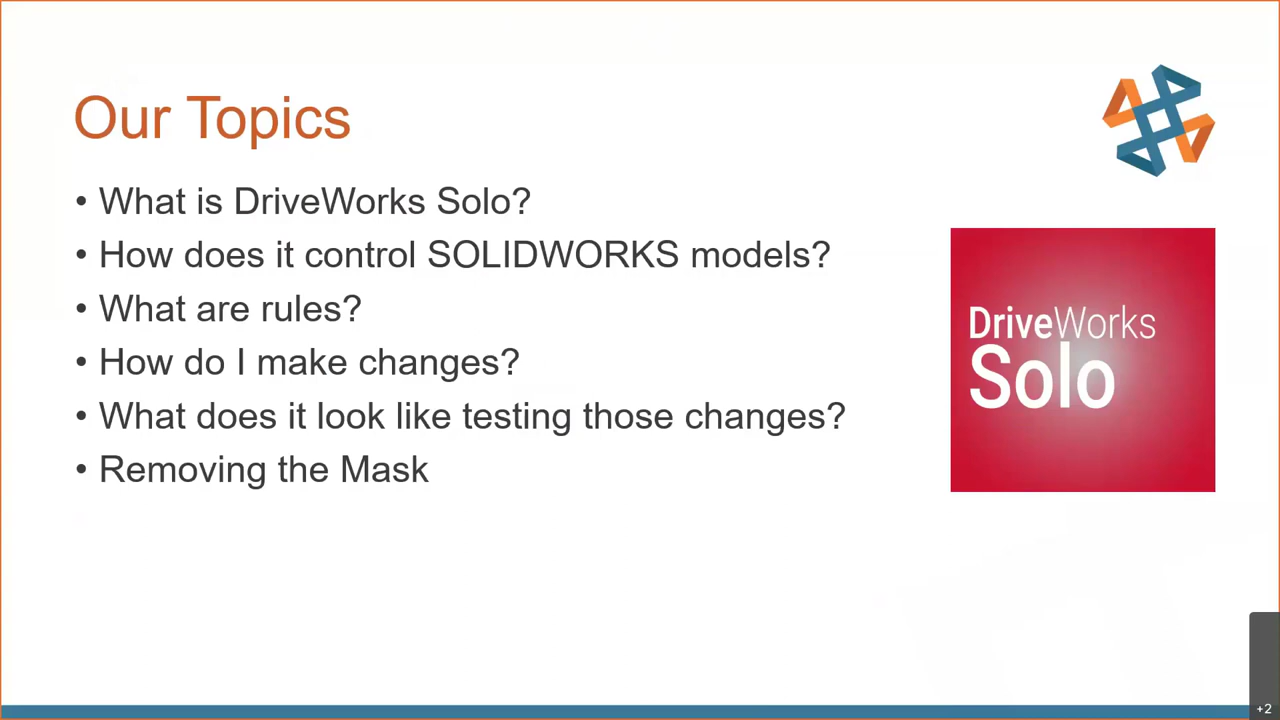 Our Topics
• What is DriveWorks Solo?
• How does it control SOLIDWORKS models?
• What are rules?
• How do I make changes?
• What does it look like testing those changes?
• Removing the Mask
DriveWorks
Solo
+2